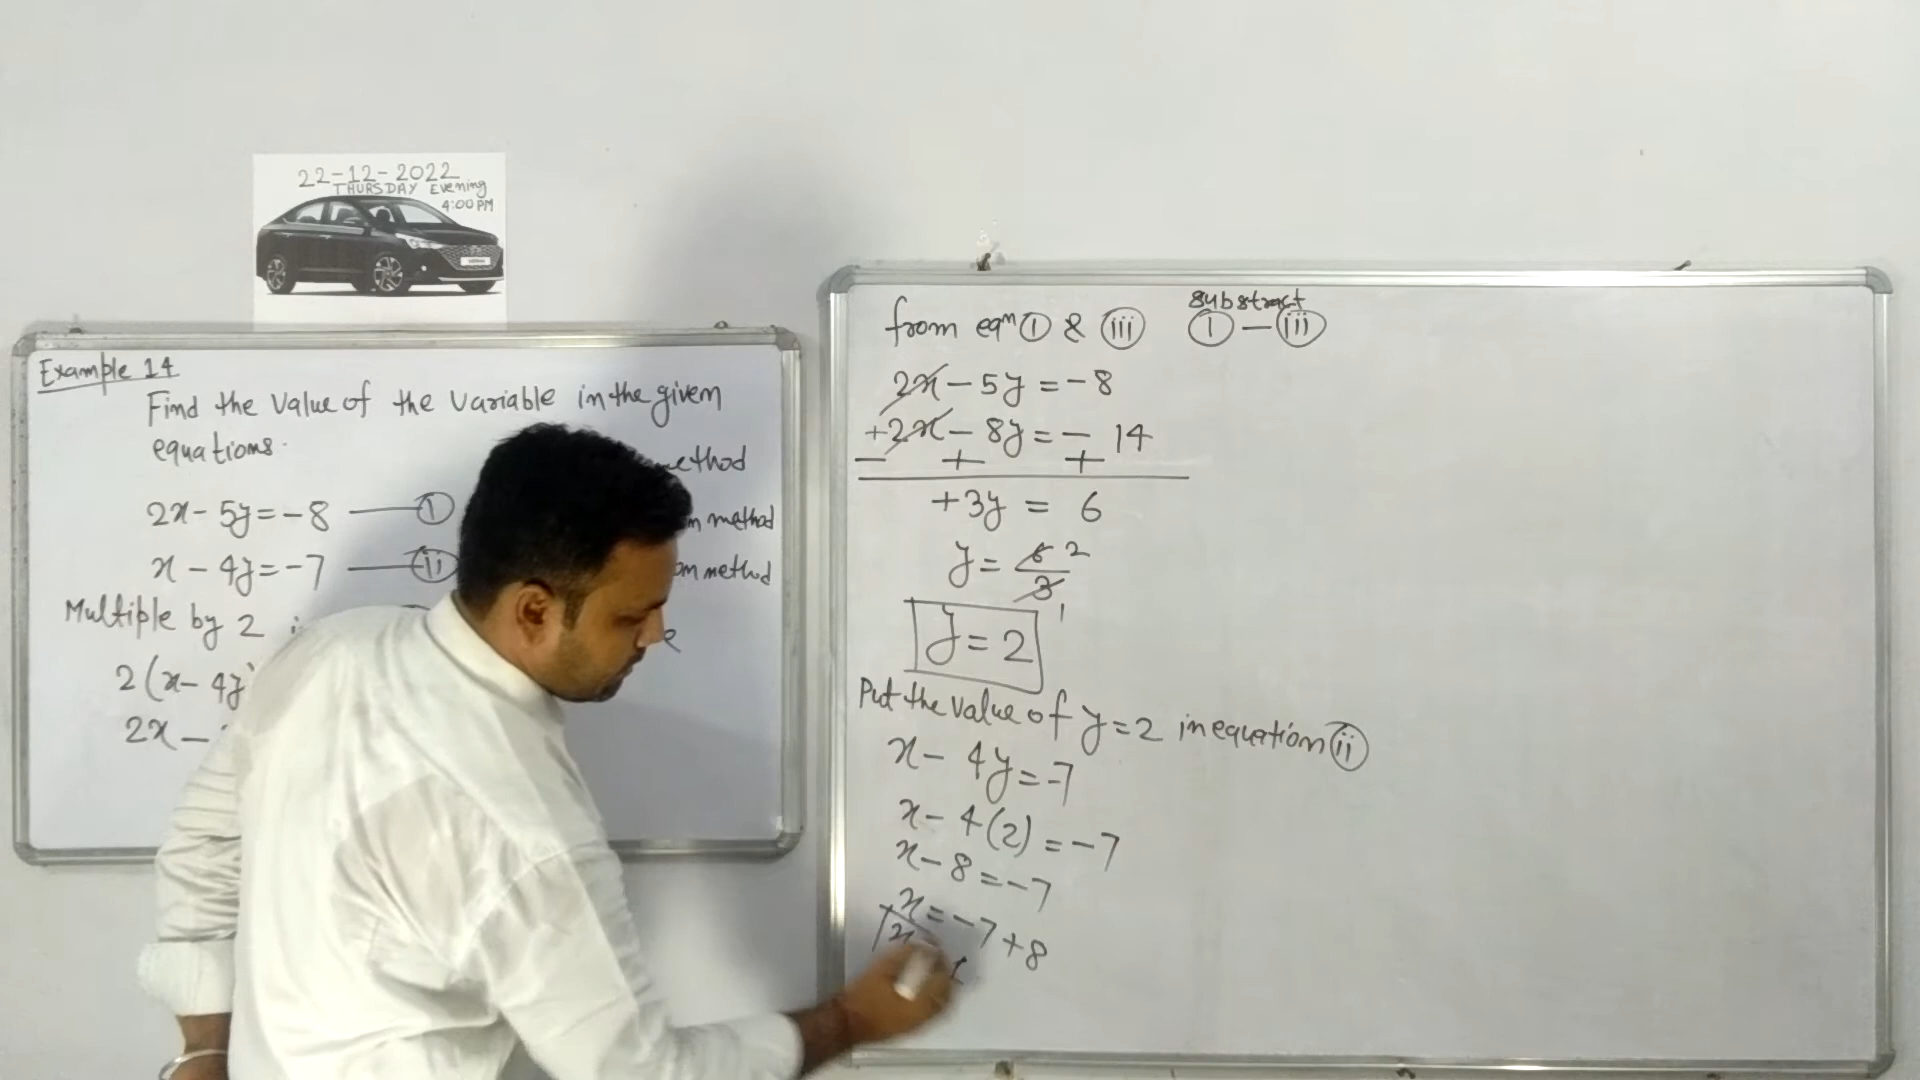 22-12-2022
THURSDAY Evening
4:00 PM
Example 14
Find the value of the variable in the given
equations.
method
2x - 5y = -8 — (i)
method
x - 4y = -7 — (ii)
method
Multiple by 2
2(x - 4y)
2x -
from eqn (i) & (iii)
substract
(i) — (iii)
2x - 5y = -8
+2x - 8y = - 14
- + +
+3y = 6
y = 6/3 2
1
y = 2
Put the value of y = 2 in equation (ii)
x - 4y = -7
x - 4(2) = -7
x - 8 = -7
x = -7 + 8
x
1